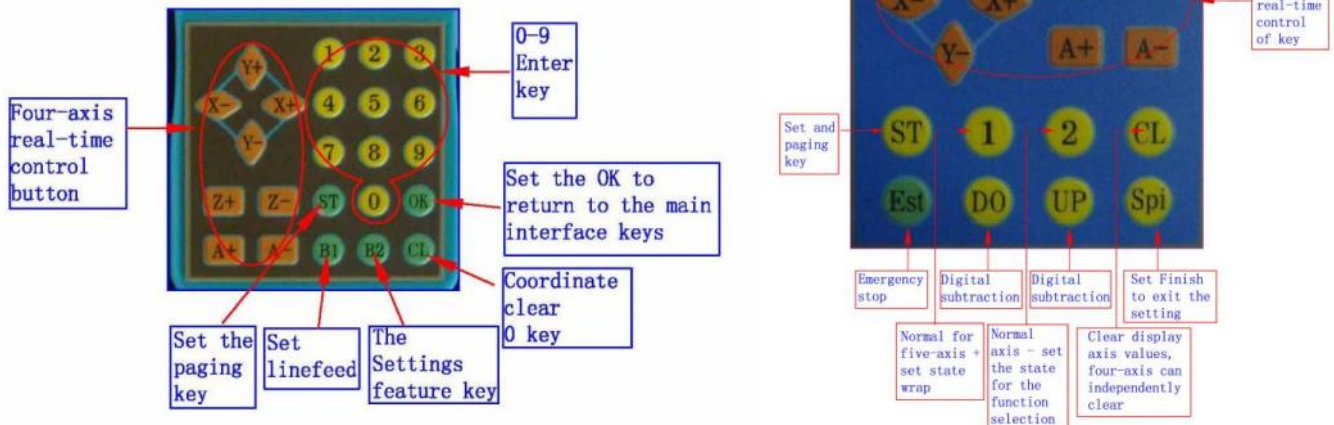 Four-axis
real-time
control
button
Y+
X-
X+
Y-
Z+
Z-
A+
A-
1
2
3
4
5
6
7
8
9
ST
0
OK
B1
B2
CL
0-9
Enter
key
Set the OK to
return to the main
interface keys
Coordinate
clear
0 key
Set the
paging
key
Set
linefeed
The
Settings
feature key
real-time
control
of key
X-
X+
Y-
A+
A-
Set and
paging
key
ST
1
2
CL
Est
DO
UP
Spi
Emergency
stop
Digital
subtraction
Digital
subtraction
Set Finish
to exit the
setting
Normal for
five-axis +
set state
wrap
Normal
axis - set
the state
for the
function
selection
Clear display
axis values,
four-axis can
independently
clear